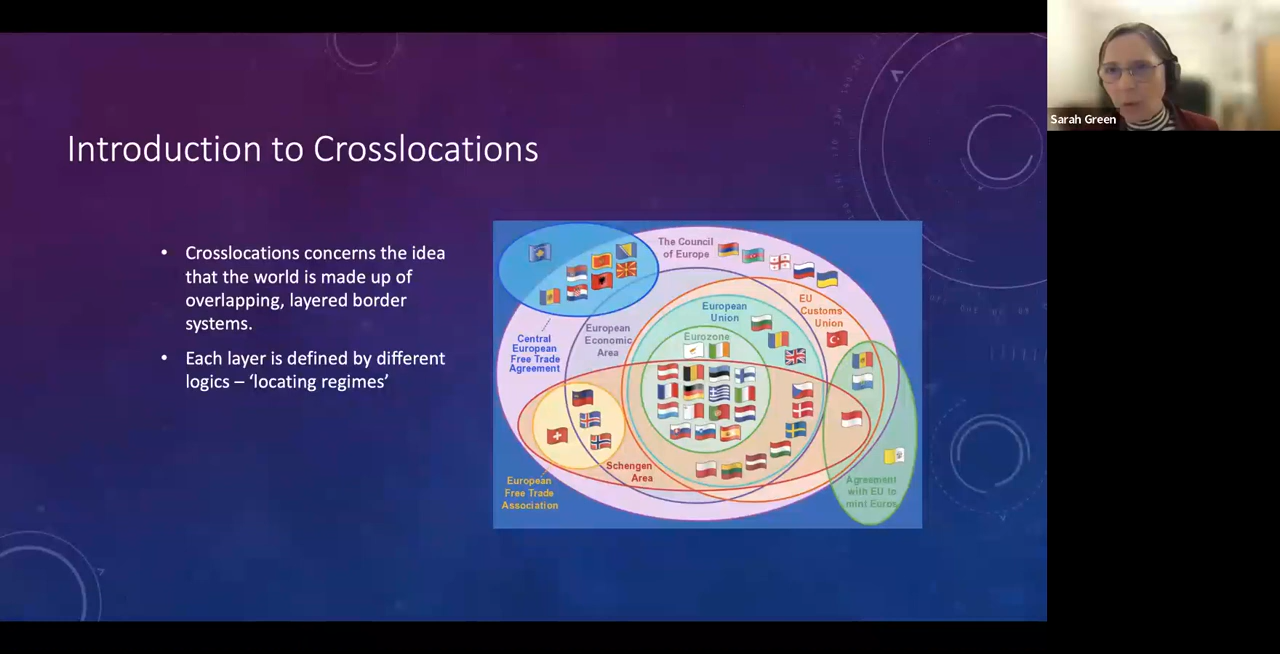 Sarah Green
Introduction to Crosslocations
• Crosslocations concerns the idea
that the world is made up of
overlapping, layered border
systems.
• Each layer is defined by different
logics – ‘locating regimes’
The Council
of Europe
Central
European
Free Trade
Agreement
European
Economic
Area
European
Union
EU
Customs
Union
Eurozone
Schengen
Area
European
Free Trade
Association
Agreement
with EU to
mint Euros